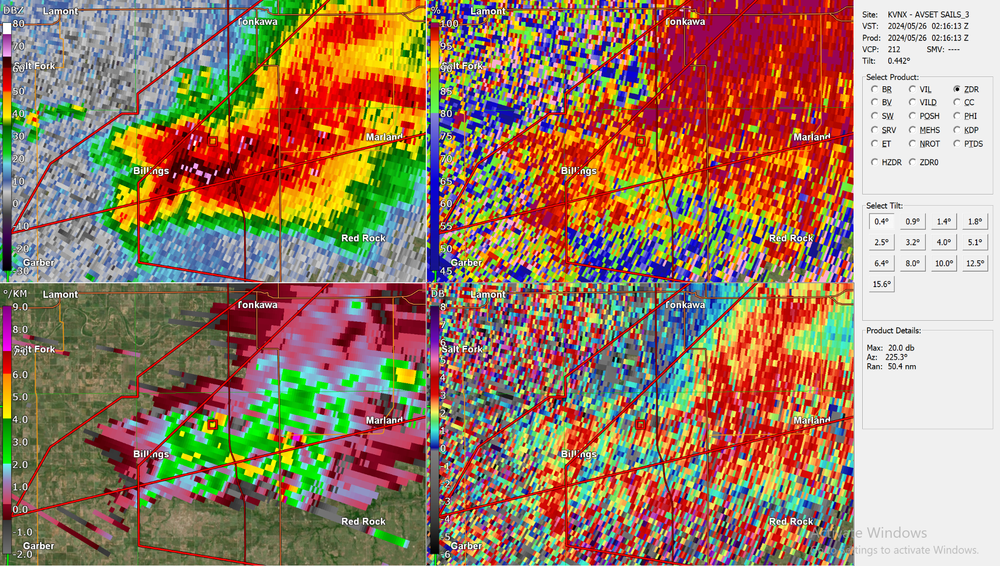 DBZ
Lamont
Tonkawa
80
70
Salt Fork
60
50
40
30
Marland
20
Billings
10
0
-10
Red Rock
-20
Garber
-30
%
Lamont
Tonkawa
100
95
Salt Fork
90
85
80
75
Marland
70
Billings
65
60
55
Red Rock
50
Garber
45
°/KM
Lamont
Tonkawa
9.0
8.0
Salt Fork
7.0
6.0
5.0
4.0
Marland
3.0
Billings
2.0
1.0
0.0
Red Rock
-1.0
Garber
-2.0
DB
Lamont
Tonkawa
8
7
6
Salt Fork
5
4
3
2
Marland
1
0
Billings
-1
-2
-3
-4
Red Rock
-5
Garber
-6
Site: KVNX - AVSET SAILS_3
VST: 2024/05/26 02:16:13 Z
Prod: 2024/05/26 02:16:13 Z
VCP: 212 SMV: ----
Tilt: 0.442°
Select Product:
BR VIL ZDR
BV VILD CC
SW POSH PHI
SRV MEHS KDP
ET NROT PTDS
HZDR ZDR0
Select Tilt:
0.4° 0.9° 1.4° 1.8°
2.5° 3.2° 4.0° 5.1°
6.4° 8.0° 10.0° 12.5°
15.6°
Product Details:
Max: 20.0 db
Az: 225.3°
Ran: 50.4 nm
Activate Windows
Go to Settings to activate Windows.